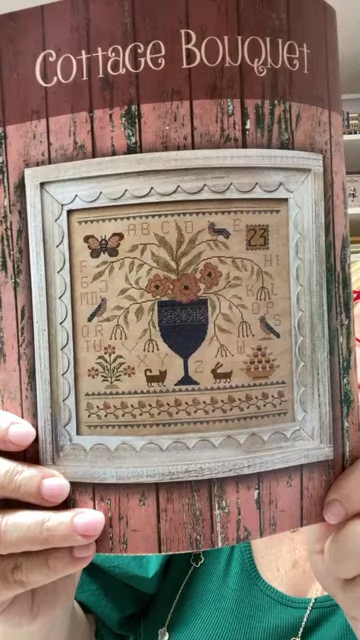 Cottage Bouquet
A B C D E
23
F H I
G J K L
M N O P
Q R S
T U V W
X Y Z